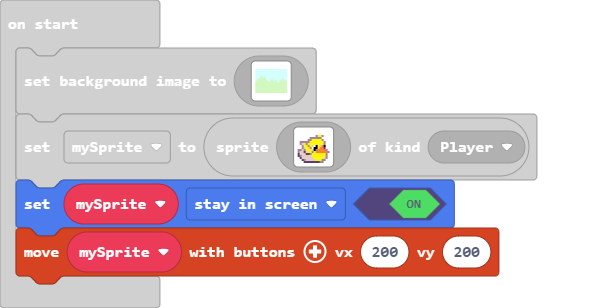 on start
set background image to
set mySprite to sprite of kind Player
set mySprite stay in screen ON
move mySprite with buttons + vx 200 vy 200